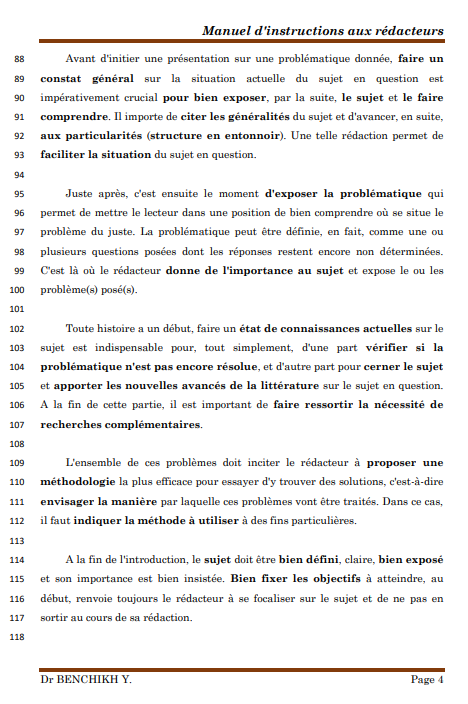 Manuel d'instructions aux rédacteurs
88 Avant d'initier une présentation sur une problématique donnée, faire un
89 constat général sur la situation actuelle du sujet en question est
90 impérativement crucial pour bien exposer, par la suite, le sujet et le faire
91 comprendre. Il importe de citer les généralités du sujet et d'avancer, en suite,
92 aux particularités (structure en entonnoir). Une telle rédaction permet de
93 faciliter la situation du sujet en question.
94
95 Juste après, c'est ensuite le moment d'exposer la problématique qui
96 permet de mettre le lecteur dans une position de bien comprendre où se situe le
97 problème du juste. La problématique peut être définie, en fait, comme une ou
98 plusieurs questions posées dont les réponses restent encore non déterminées.
99 C'est là où le rédacteur donne de l'importance au sujet et expose le ou les
100 problème(s) posé(s).
101
102 Toute histoire a un début, faire un état de connaissances actuelles sur le
103 sujet est indispensable pour, tout simplement, d'une part vérifier si la
104 problématique n'est pas encore résolue, et d'autre part pour cerner le sujet
105 et apporter les nouvelles avancés de la littérature sur le sujet en question.
106 A la fin de cette partie, il est important de faire ressortir la nécessité de
107 recherches complémentaires.
108
109 L'ensemble de ces problèmes doit inciter le rédacteur à proposer une
110 méthodologie la plus efficace pour essayer d'y trouver des solutions, c'est-à-dire
111 envisager la manière par laquelle ces problèmes vont être traités. Dans ce cas,
112 il faut indiquer la méthode à utiliser à des fins particulières.
113
114 A la fin de l'introduction, le sujet doit être bien défini, claire, bien exposé
115 et son importance est bien insistée. Bien fixer les objectifs à atteindre, au
116 début, renvoie toujours le rédacteur à se focaliser sur le sujet et de ne pas en
117 sortir au cours de sa rédaction.
118
Dr BENCHIKH Y. Page 4